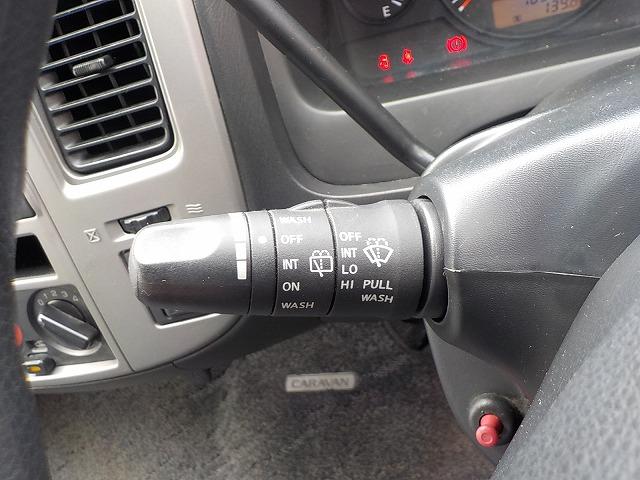 E
WASH
OFF
INT
ON
WASH
OFF
INT
LO
HI PULL
WASH
CARAVAN